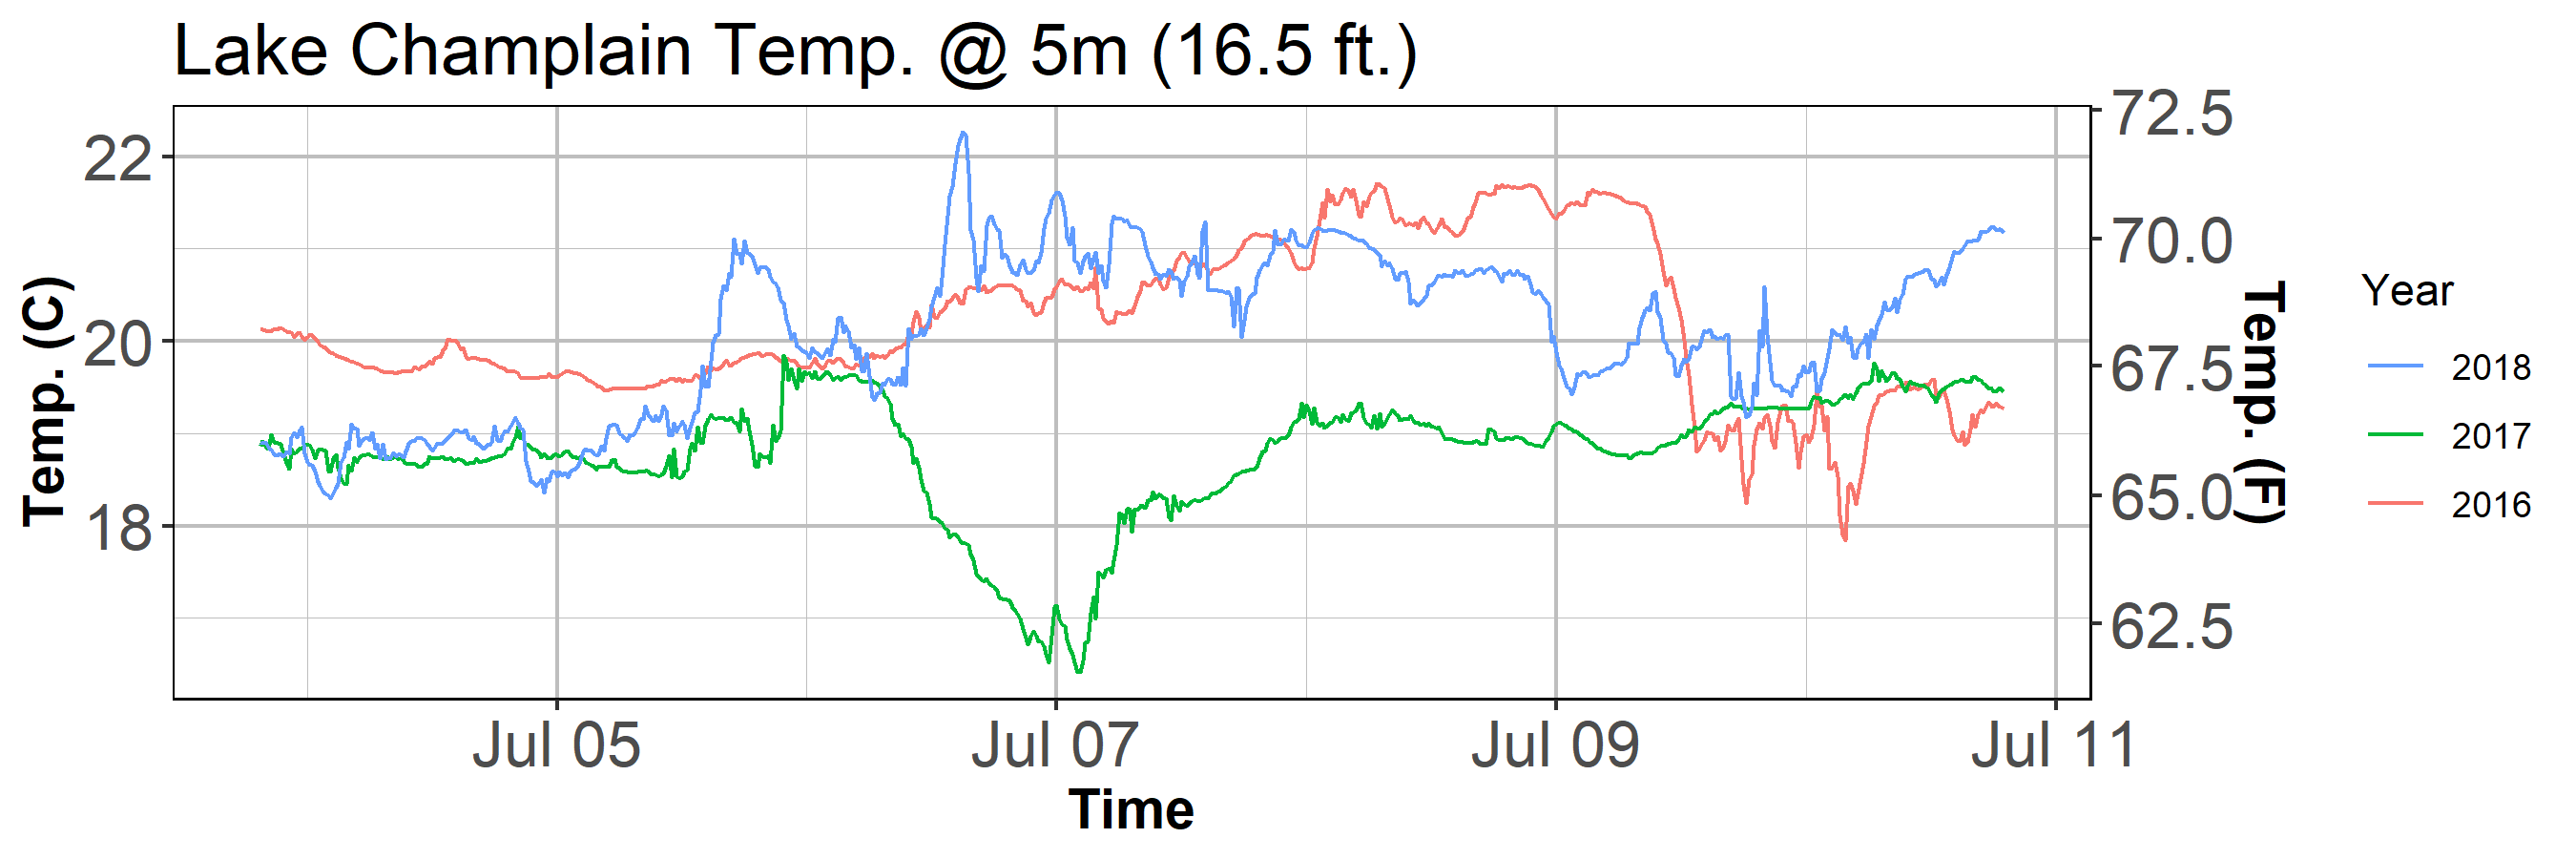 Lake Champlain Temp. @ 5m (16.5 ft.)
Temp. (C)
22
20
18
72.5
70.0
67.5
65.0
62.5
Temp. (F)
Jul 05
Jul 07
Jul 09
Jul 11
Time
Year
2018
2017
2016